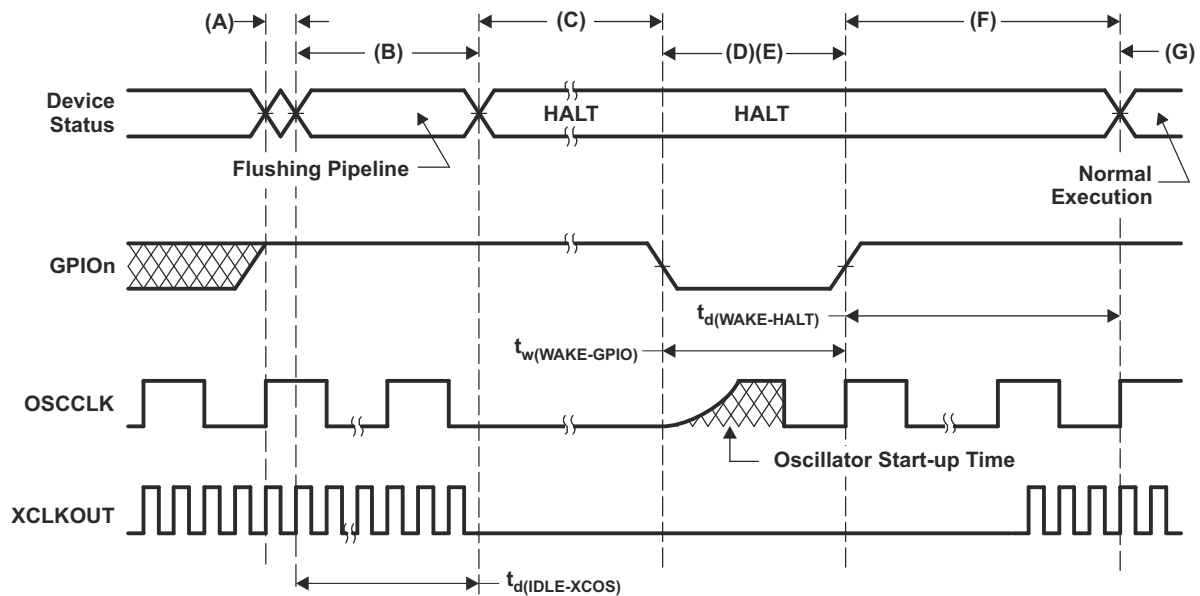 (A)
(B)
(C)
(D)(E)
(F)
(G)
Device
Status
HALT
HALT
Flushing Pipeline
Normal
Execution
GPIOn
td(WAKE-HALT)
tw(WAKE-GPIO)
OSCCLK
Oscillator Start-up Time
XCLKOUT
td(IDLE-XCOS)